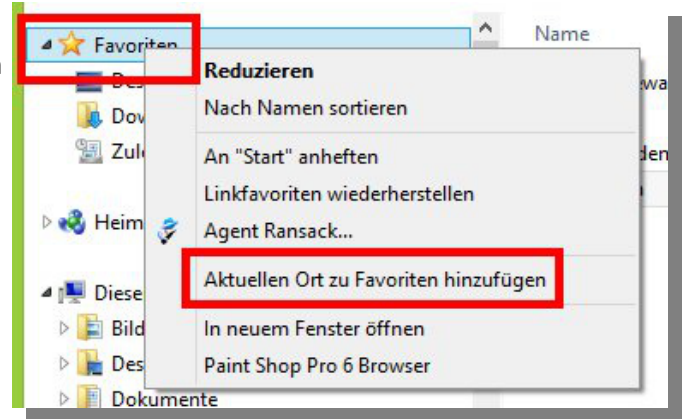 Name
Favoriten
Reduzieren
Nach Namen sortieren
An "Start" anheften
Linkfavoriten wiederherstellen
Agent Ransack...
Aktuellen Ort zu Favoriten hinzufügen
In neuem Fenster öffnen
Paint Shop Pro 6 Browser
Des
Dov
Zul
Heim
Diese
Bild
Des
Dokumente